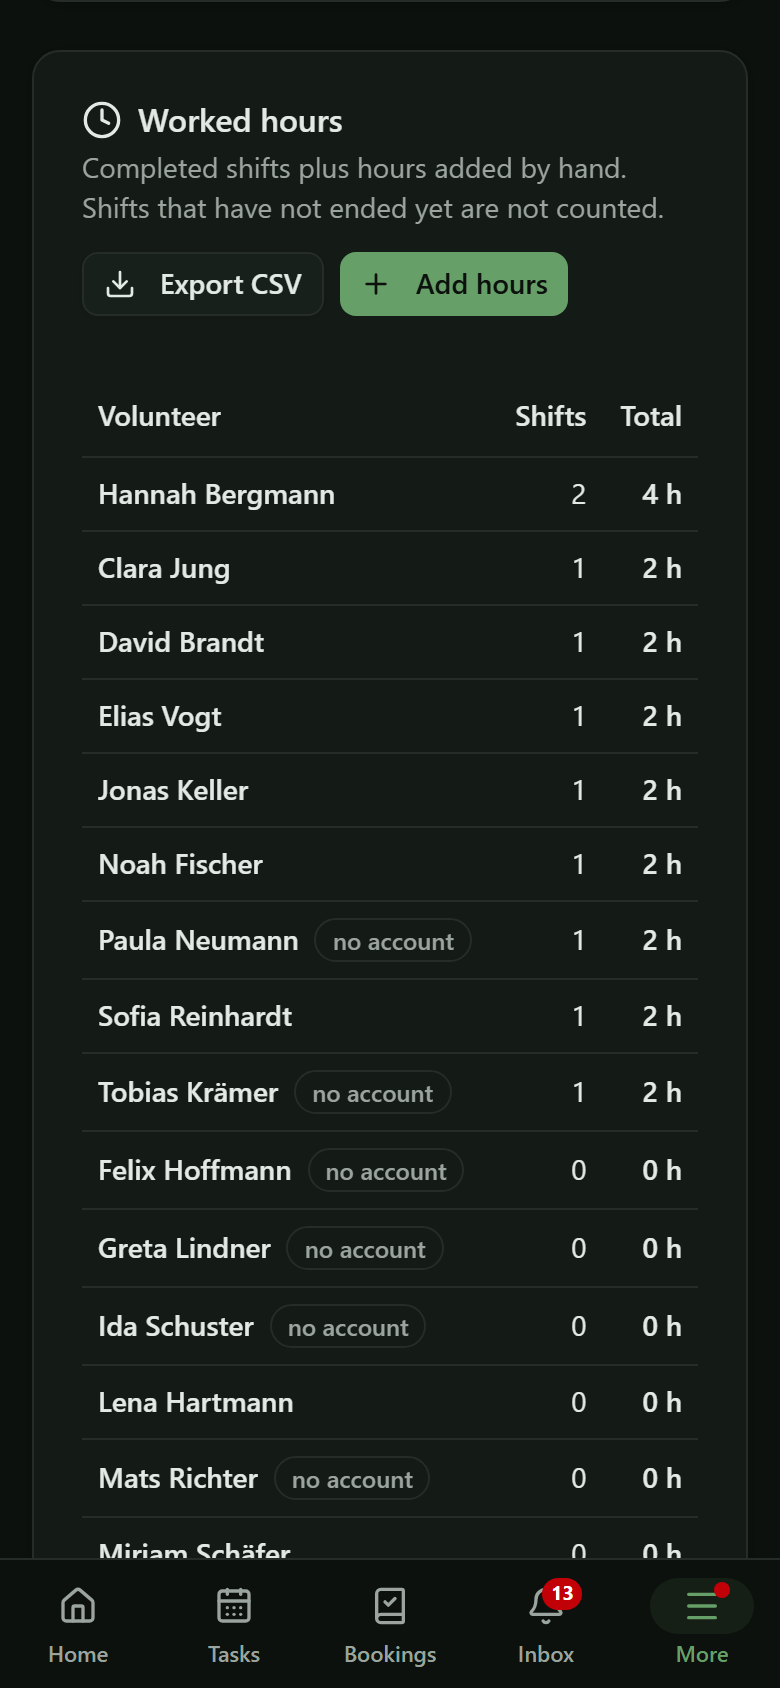 Worked hours
Completed shifts plus hours added by hand.
Shifts that have not ended yet are not counted.
Export CSV
Add hours
Volunteer Shifts Total
Hannah Bergmann 2 4 h
Clara Jung 1 2 h
David Brandt 1 2 h
Elias Vogt 1 2 h
Jonas Keller 1 2 h
Noah Fischer 1 2 h
Paula Neumann no account 1 2 h
Sofia Reinhardt 1 2 h
Tobias Krämer no account 1 2 h
Felix Hoffmann no account 0 0 h
Greta Lindner no account 0 0 h
Ida Schuster no account 0 0 h
Lena Hartmann 0 0 h
Mats Richter no account 0 0 h
Miriam Schäfer 0 0 h
13
Home Tasks Bookings Inbox More